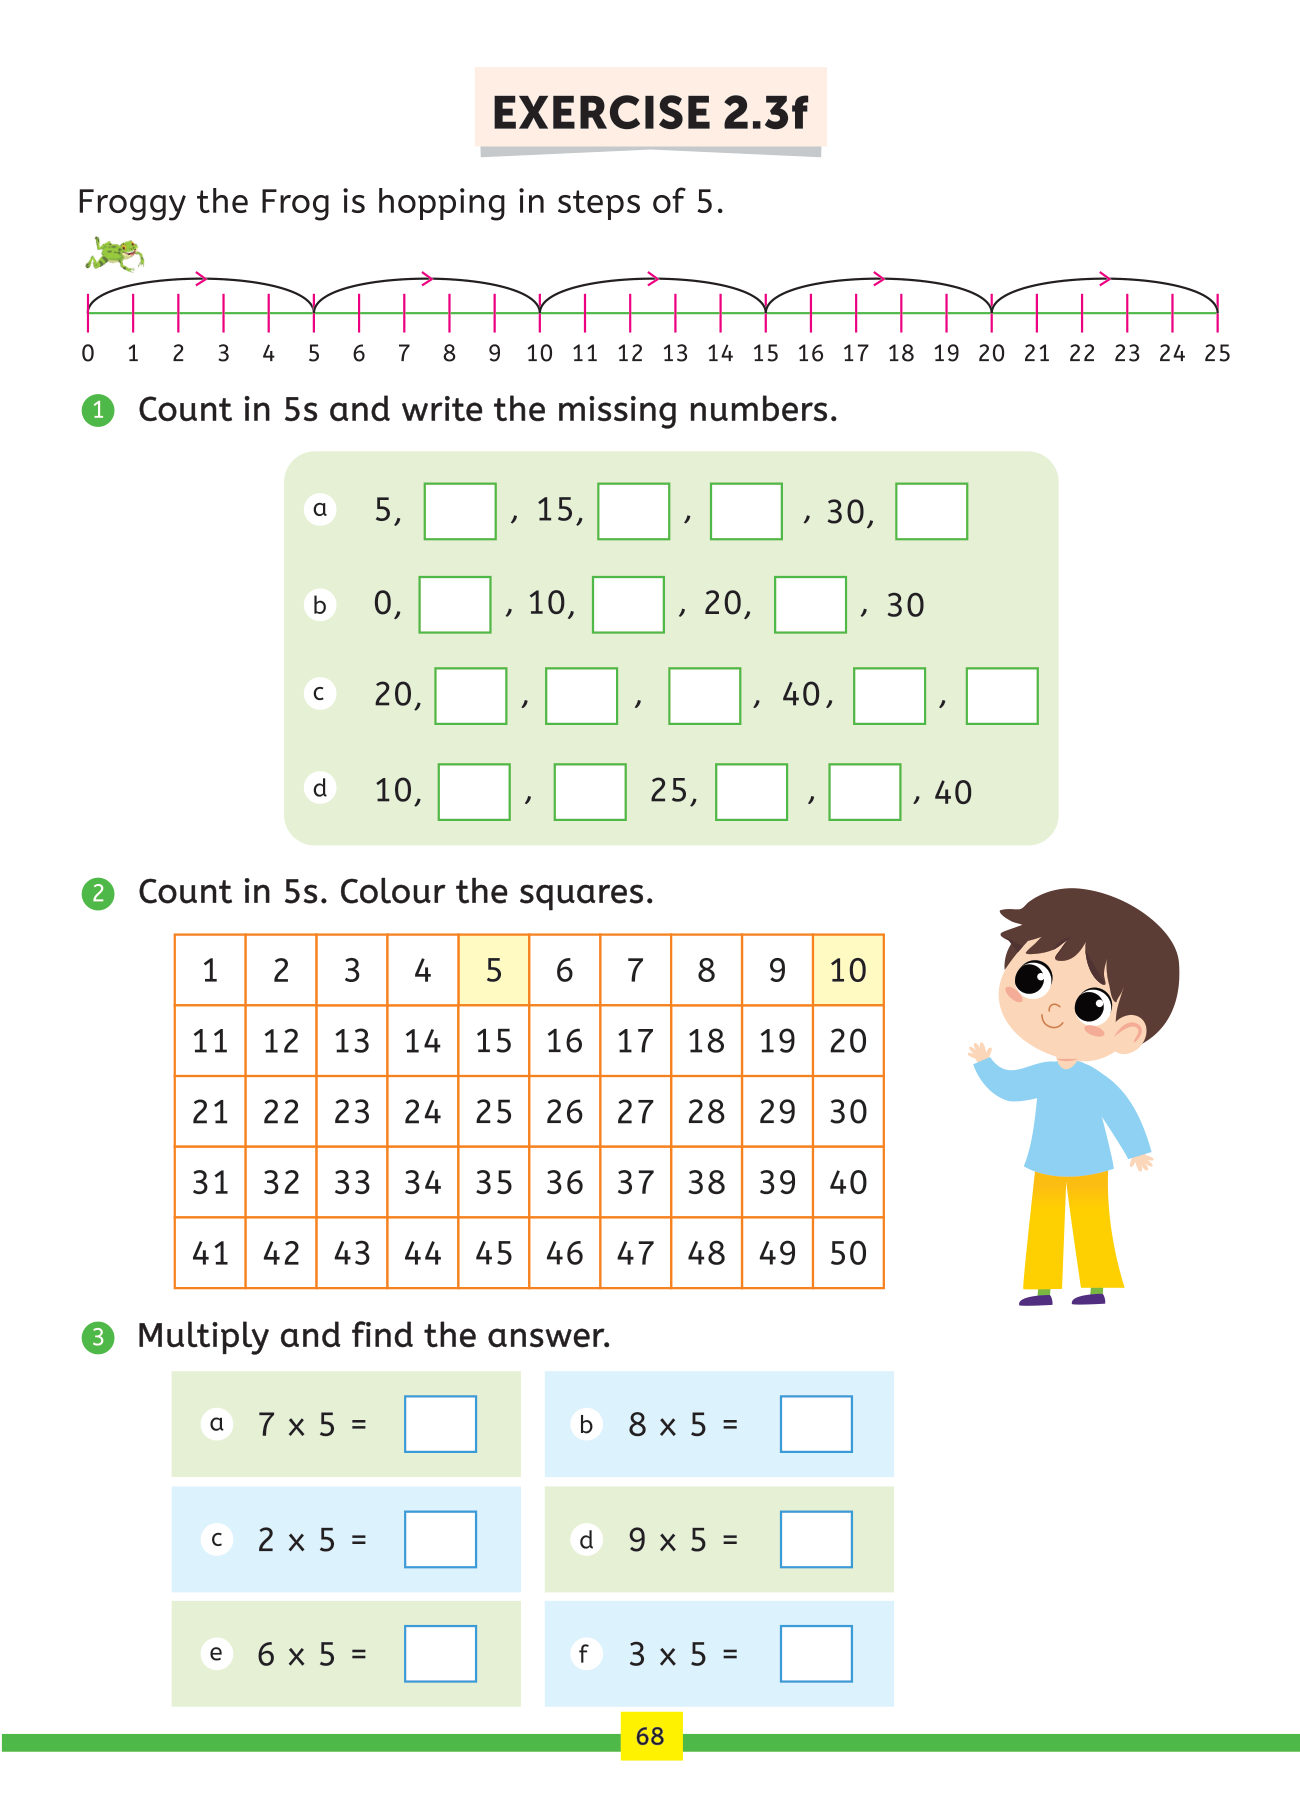 EXERCISE 2.3f
Froggy the Frog is hopping in steps of 5.
0 1 2 3 4 5 6 7 8 9 10 11 12 13 14 15 16 17 18 19 20 21 22 23 24 25
1 Count in 5s and write the missing numbers.
a 5, , 15, , , 30,
b 0, , 10, , 20, , 30
c 20, , , , 40, ,
d 10, , 25, , , 40
2 Count in 5s. Colour the squares.
1 2 3 4 5 6 7 8 9 10
11 12 13 14 15 16 17 18 19 20
21 22 23 24 25 26 27 28 29 30
31 32 33 34 35 36 37 38 39 40
41 42 43 44 45 46 47 48 49 50
3 Multiply and find the answer.
a 7 x 5 = b 8 x 5 =
c 2 x 5 = d 9 x 5 =
e 6 x 5 = f 3 x 5 =
68